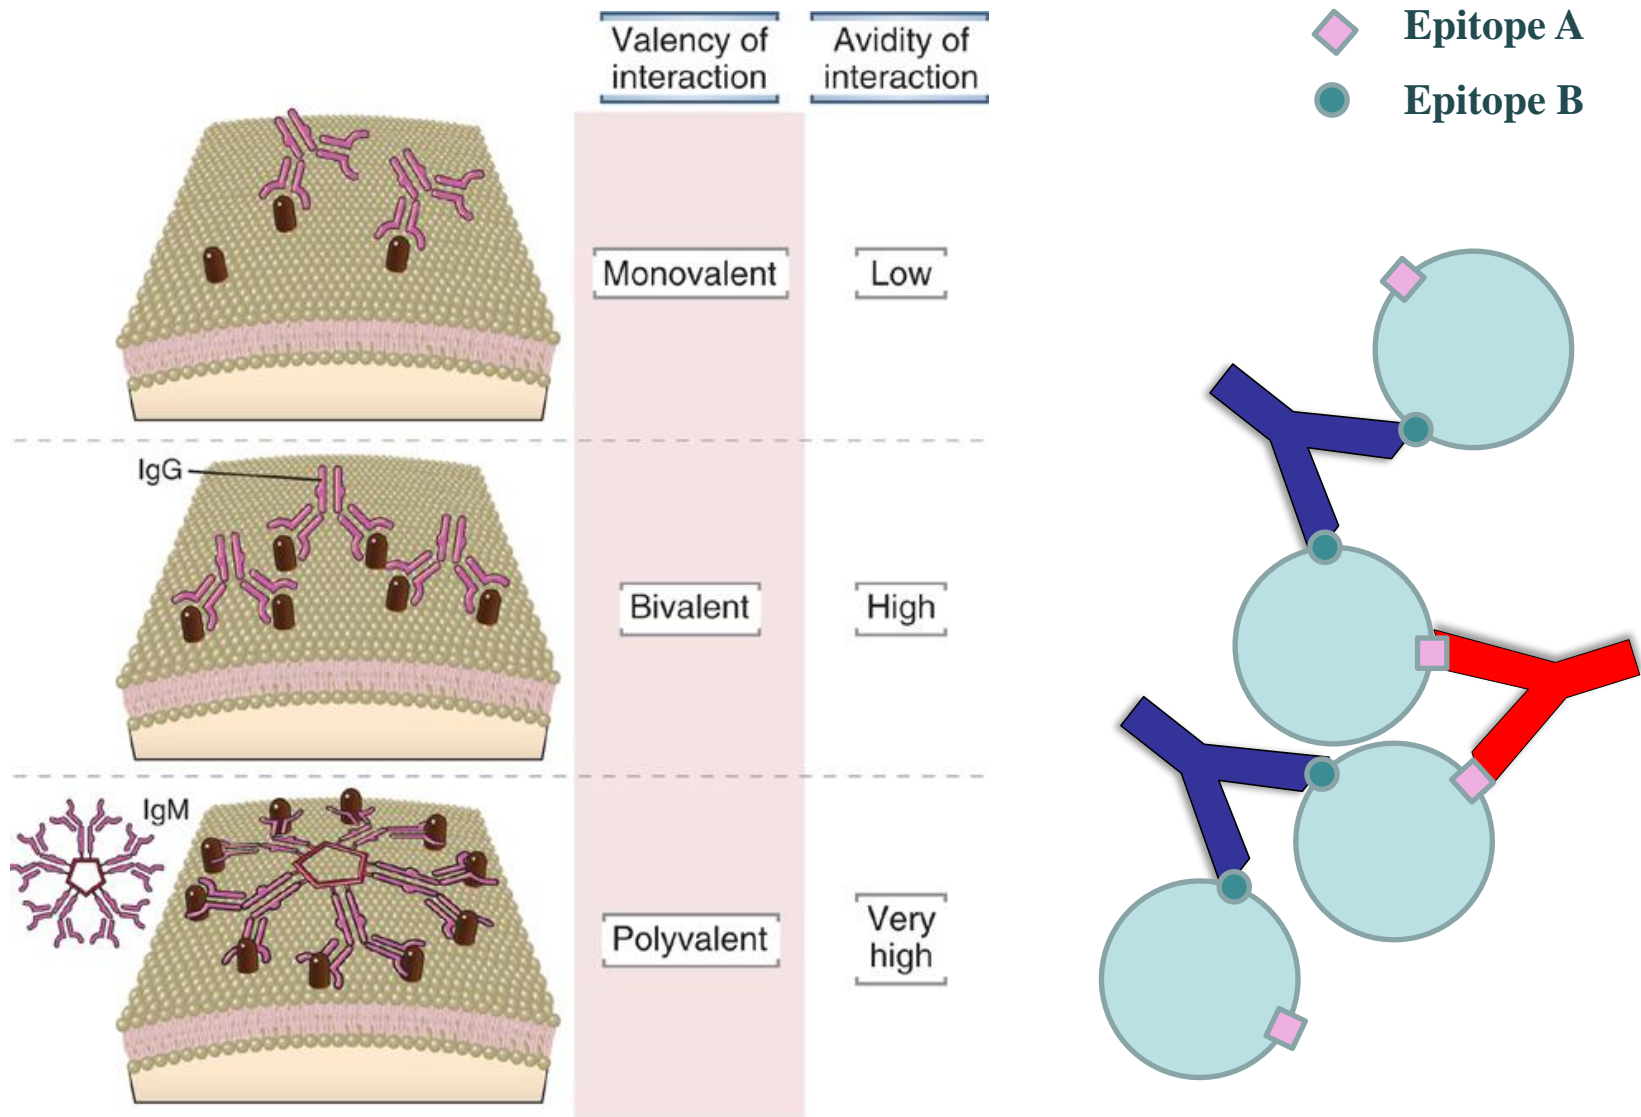 Valency of
interaction
Avidity of
interaction
Epitope A
Epitope B
Monovalent
Low
IgG
Bivalent
High
IgM
Polyvalent
Very
high